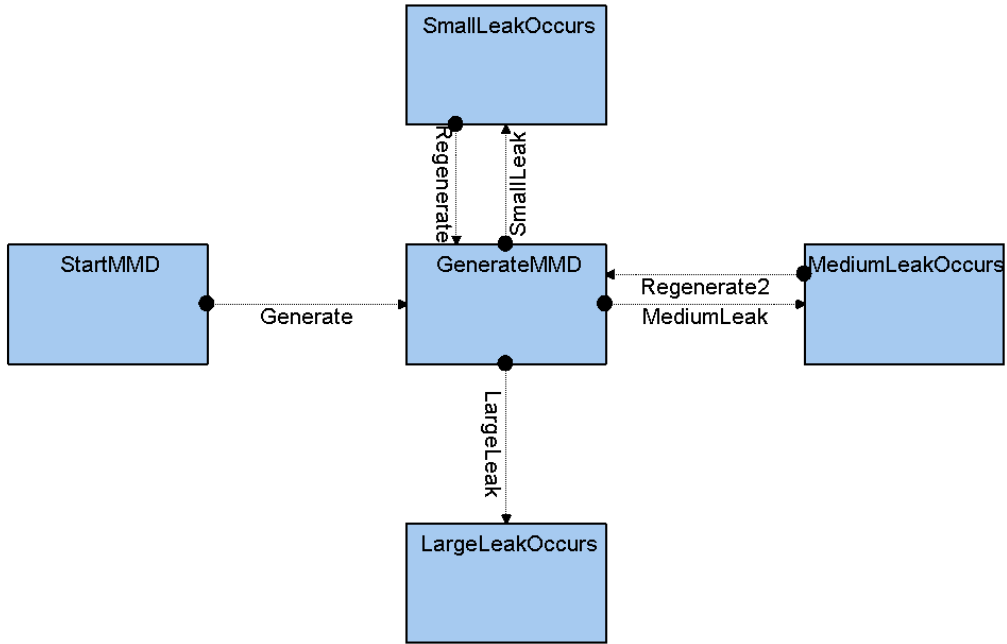 SmallLeakOccurs
Regenerate
SmallLeak
StartMMD
GenerateMMD
MediumLeakOccurs
Regenerate2
Generate
MediumLeak
LargeLeak
LargeLeakOccurs